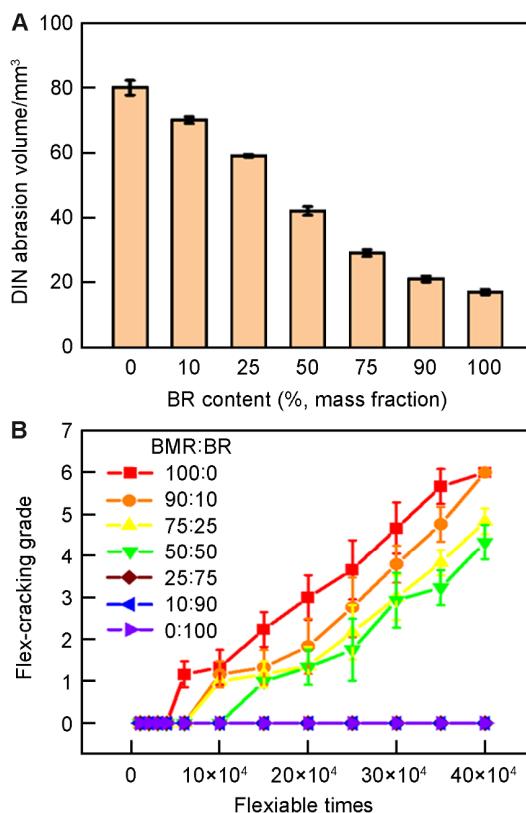 A
DIN abrasion volume/mm³
100
80
60
40
20
0
0 10 25 50 75 90 100
BR content (%, mass fraction)
B
Flex-cracking grade
7
6
5
4
3
2
1
0
BMR:BR
100:0
90:10
75:25
50:50
25:75
10:90
0:100
0 10×10⁴ 20×10⁴ 30×10⁴ 40×10⁴
Flexiable times